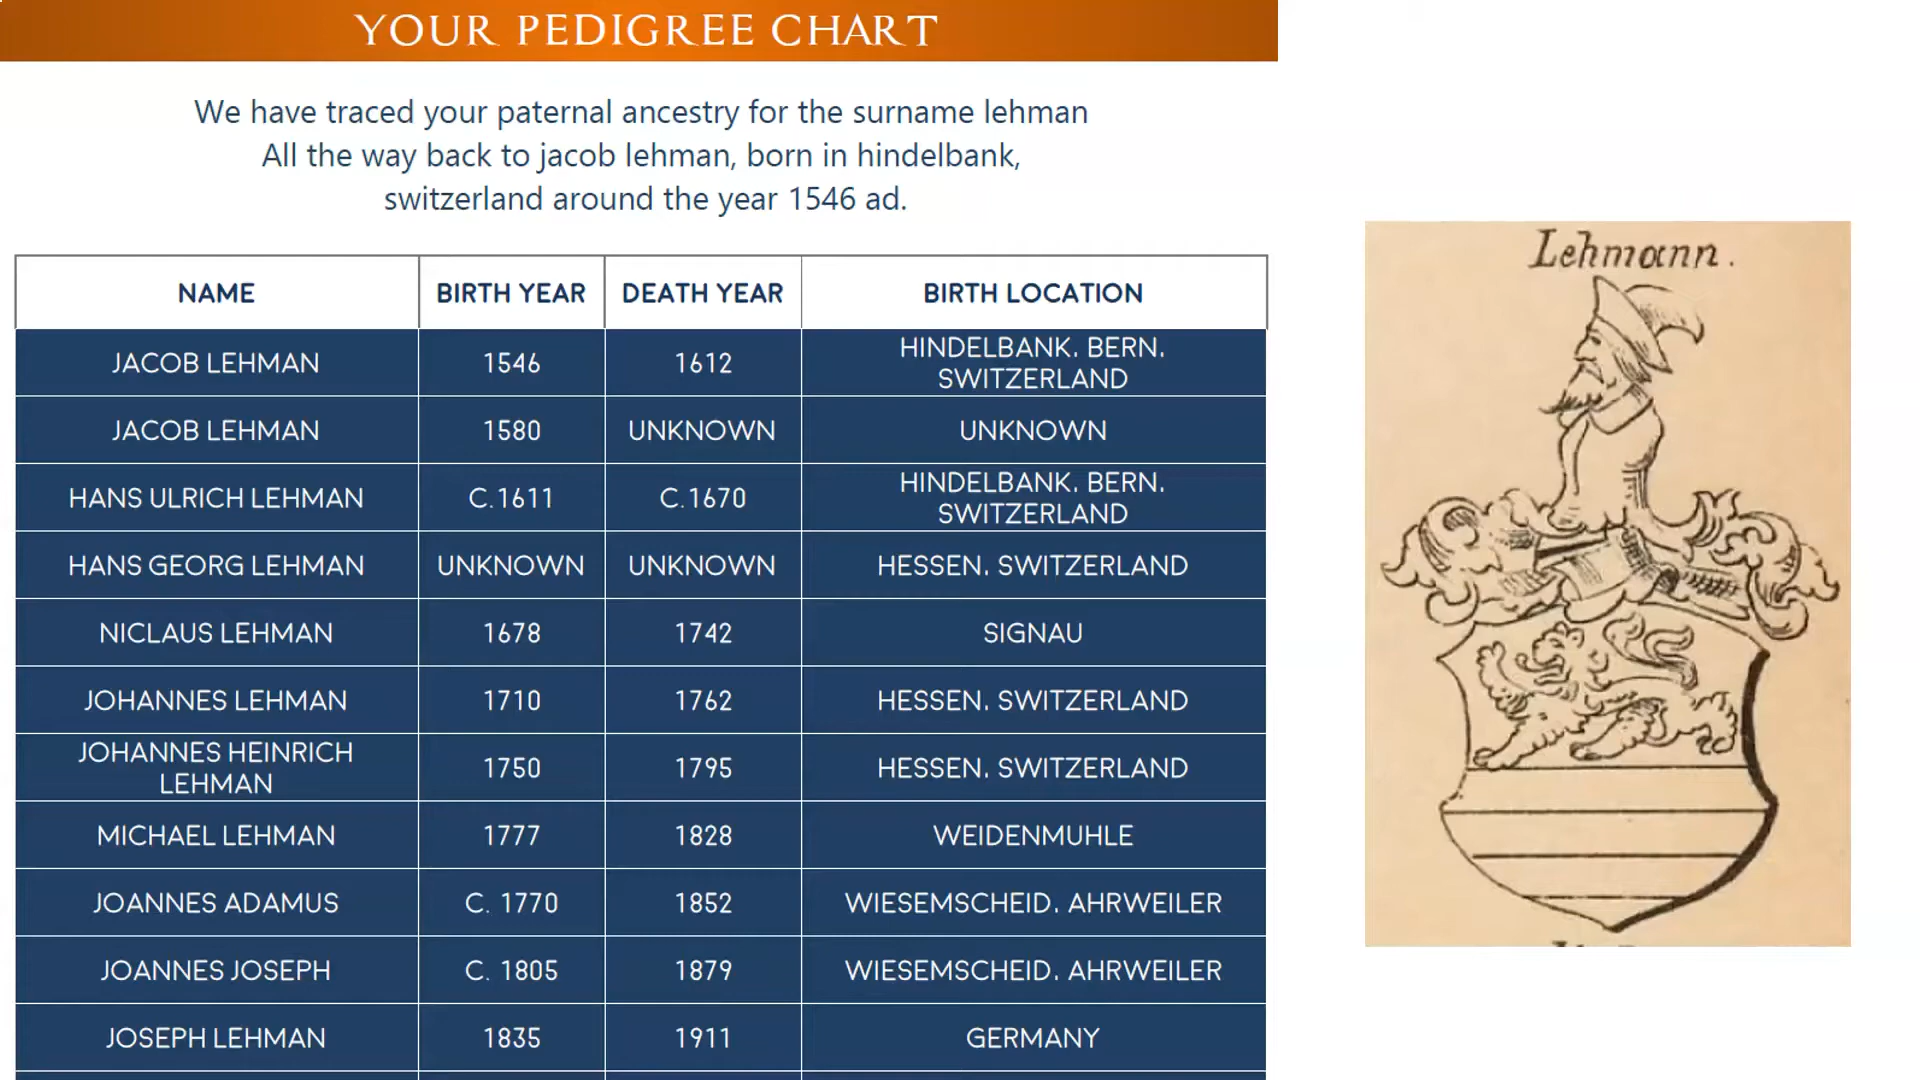 YOUR PEDIGREE CHART
We have traced your paternal ancestry for the surname lehman
All the way back to jacob lehman, born in hindelbank,
switzerland around the year 1546 ad.
NAME BIRTH YEAR DEATH YEAR BIRTH LOCATION
JACOB LEHMAN 1546 1612 HINDELBANK. BERN.
SWITZERLAND
JACOB LEHMAN 1580 UNKNOWN UNKNOWN
HANS ULRICH LEHMAN C.1611 C.1670 HINDELBANK. BERN.
SWITZERLAND
HANS GEORG LEHMAN UNKNOWN UNKNOWN HESSEN. SWITZERLAND
NICLAUS LEHMAN 1678 1742 SIGNAU
JOHANNES LEHMAN 1710 1762 HESSEN. SWITZERLAND
JOHANNES HEINRICH
LEHMAN 1750 1795 HESSEN. SWITZERLAND
MICHAEL LEHMAN 1777 1828 WEIDENMUHLE
JOANNES ADAMUS C. 1770 1852 WIESEMSCHEID. AHRWEILER
JOANNES JOSEPH C. 1805 1879 WIESEMSCHEID. AHRWEILER
JOSEPH LEHMAN 1835 1911 GERMANY
Lehmann.